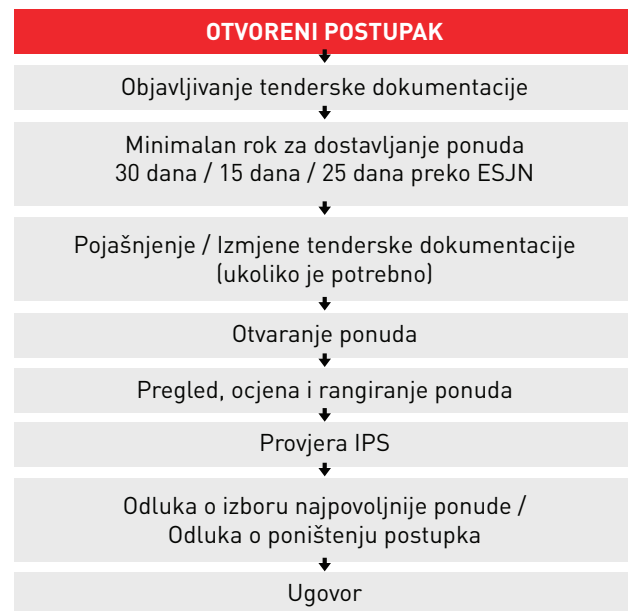 OTVORENI POSTUPAK
Objavljivanje tenderske dokumentacije
Minimalan rok za dostavljanje ponuda
30 dana / 15 dana / 25 dana preko ESJN
Pojašnjenje / Izmjene tenderske dokumentacije
(ukoliko je potrebno)
Otvaranje ponuda
Pregled, ocjena i rangiranje ponuda
Provjera IPS
Odluka o izboru najpovoljnije ponude /
Odluka o poništenju postupka
Ugovor